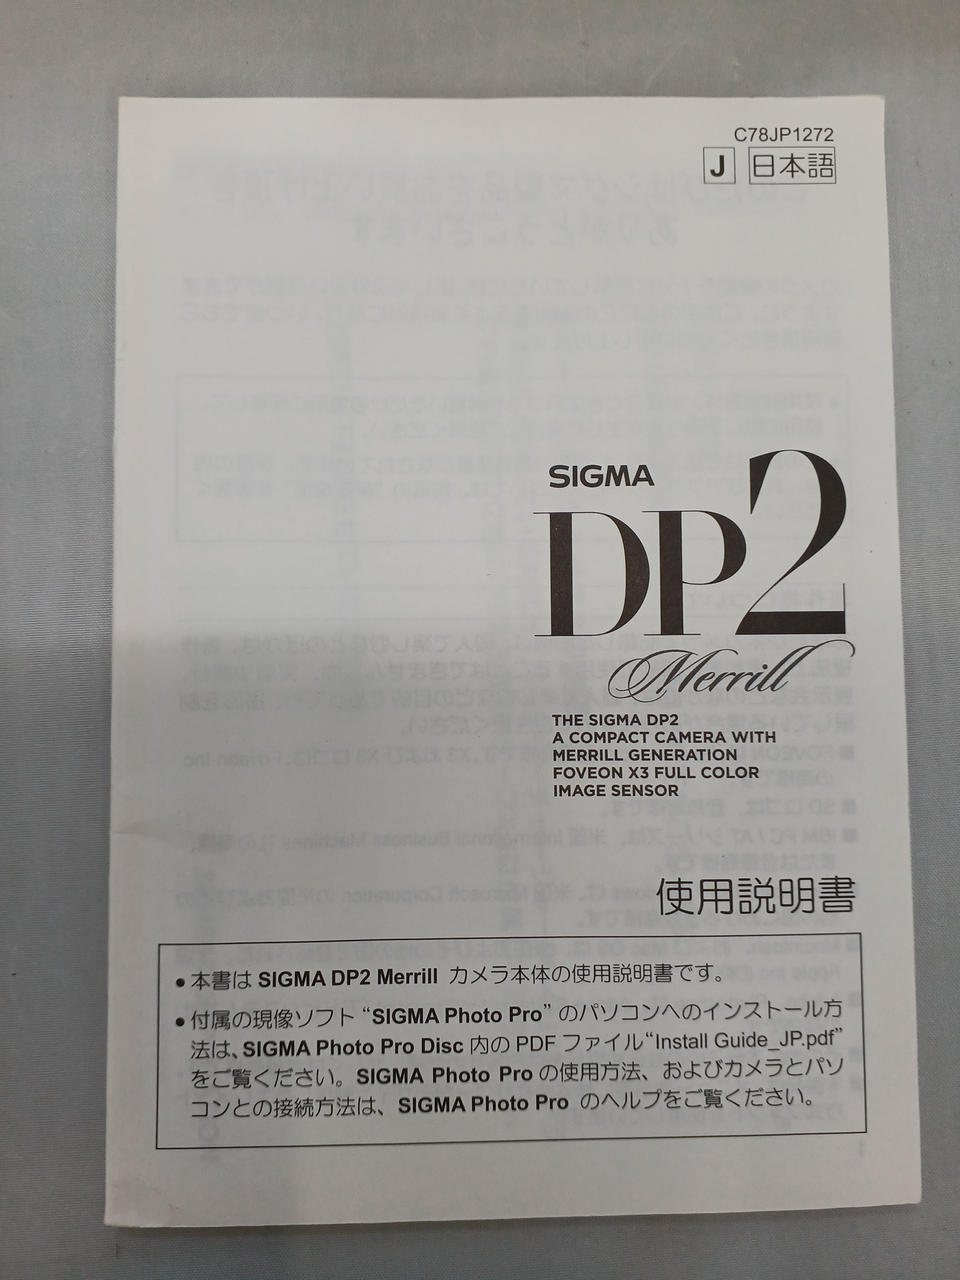 C78JP1272
J 日本語
SIGMA
DP2
Merrill
THE SIGMA DP2
A COMPACT CAMERA WITH
MERRILL GENERATION
FOVEON X3 FULL COLOR
IMAGE SENSOR
使用説明書
●本書は SIGMA DP2 Merrill カメラ本体の使用説明書です。
●付属の現像ソフト“SIGMA Photo Pro” のパソコンへのインストール方
法は、SIGMA Photo Pro Disc 内の PDF ファイル“Install Guide_JP.pdf”
をご覧ください。SIGMA Photo Pro の使用方法、およびカメラとパソ
コンとの接続方法は、SIGMA Photo Pro のヘルプをご覧ください。